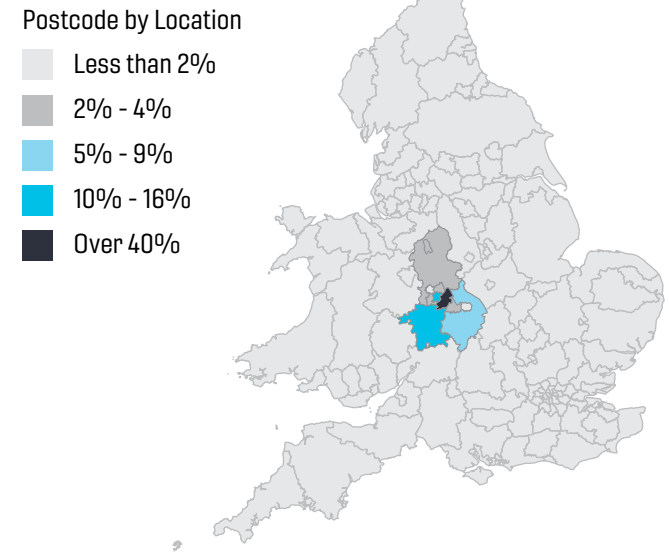 Postcode by Location
Less than 2%
2% - 4%
5% - 9%
10% - 16%
Over 40%